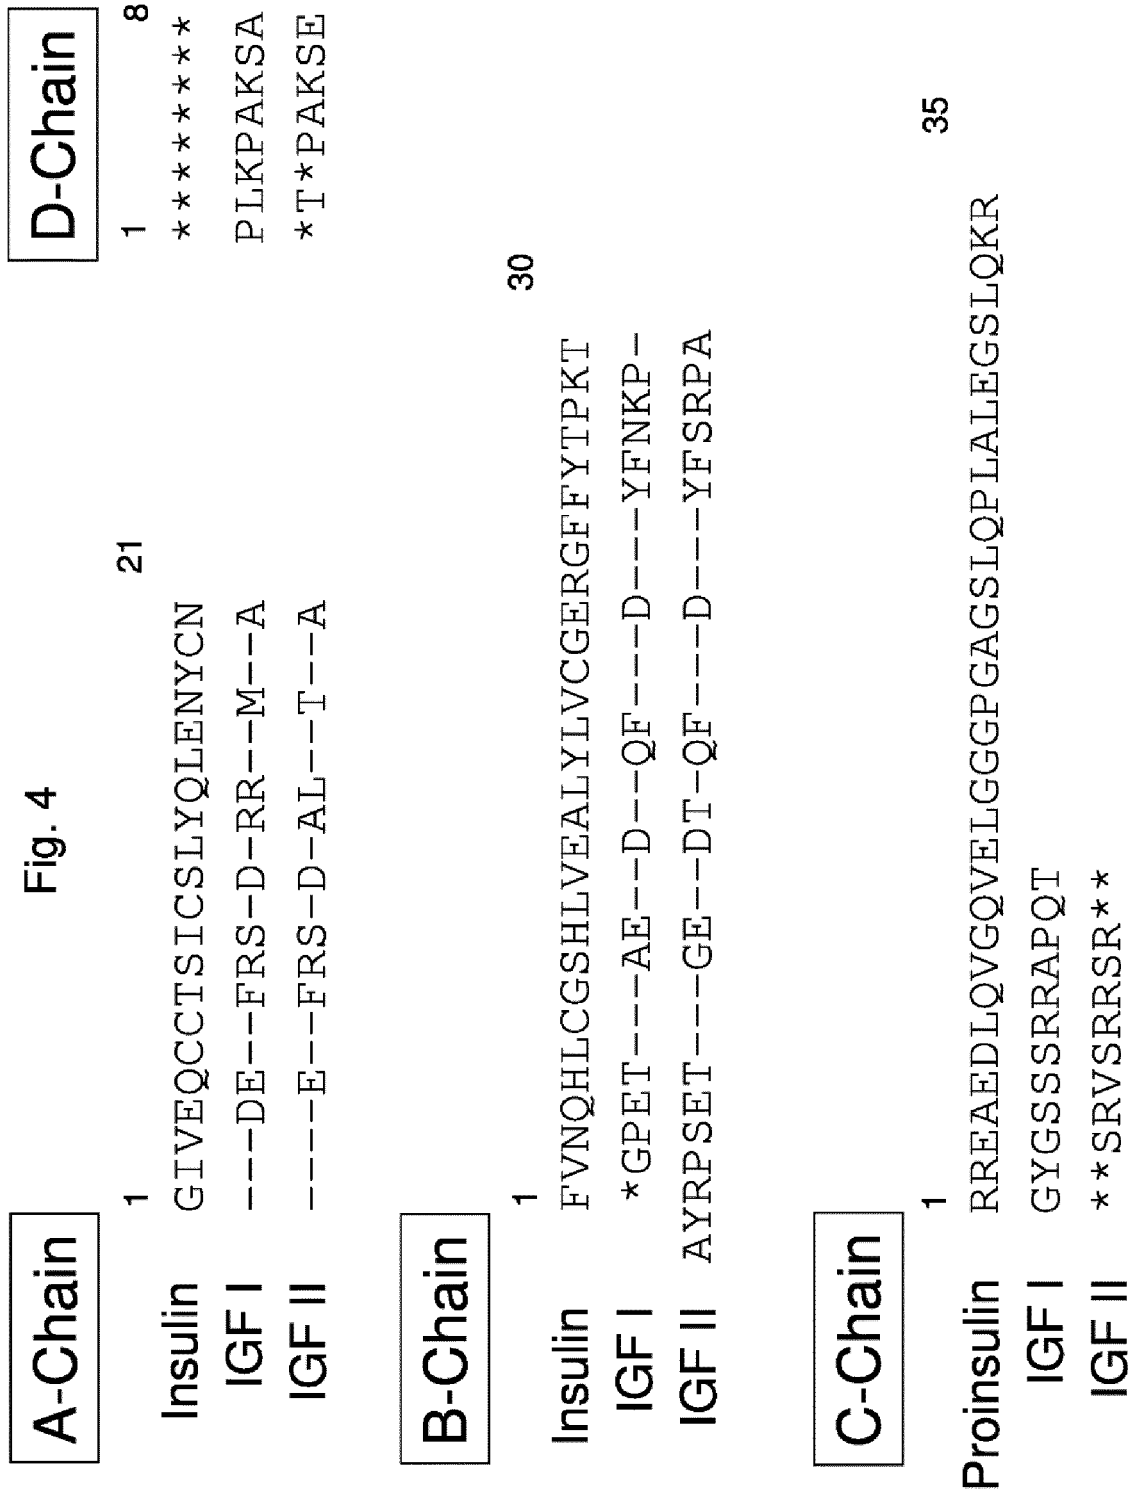 Fig. 4
A-Chain
1 21
Insulin GIVEQCCTSICSLYQLENYCN
IGF I ---DE--FRS-D-RR--M--A
IGF II ----E--FRS-D-AL--T--A
D-Chain
1 8
********
PLKPAKSA
*T*PAKSE
B-Chain
1 30
Insulin FVNQHLCGSHLVEALYLVCGERGFFYTPKT
IGF I *GPET---AE--D--QF---D---YFNKP-
IGF II AYRPSET---GE--DT-QF---D---YFSRPA
C-Chain
1 35
Proinsulin RREAEDLQVGQVELGGGPGAGSLQPLALEGSLQKR
IGF I GYGSSSRRAPQT
IGF II **SRVSRRSR**